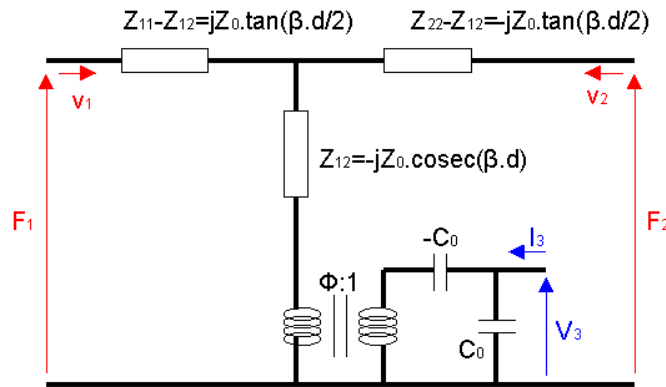 Z11-Z12=jZ0.tan(β.d/2)
Z22-Z12=-jZ0.tan(β.d/2)
v1
v2
Z12=-jZ0.cosec(β.d)
F1
F2
-C0
I3
Φ:1
C0
V3